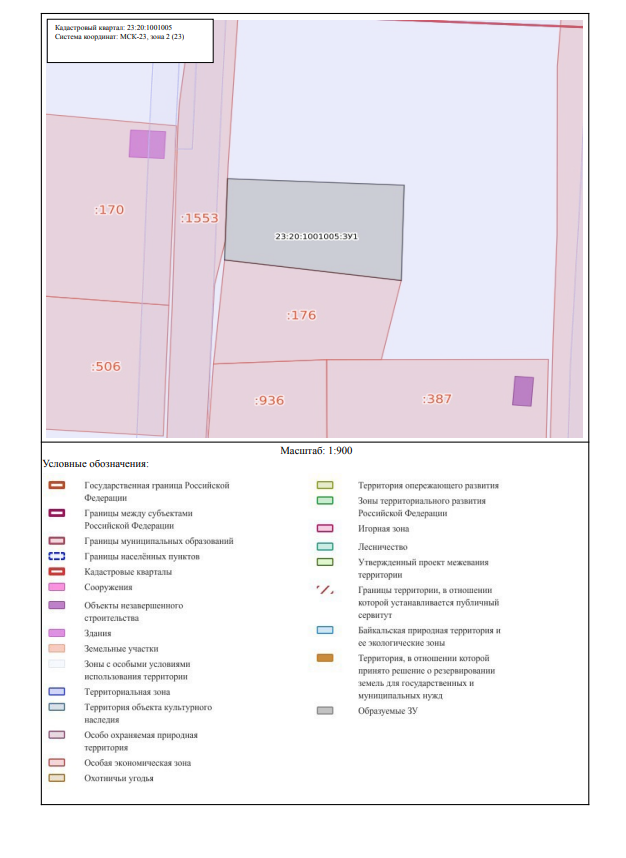 Кадастровый квартал: 23:20:1001005
Система координат: МСК-23, зона 2 (23)
:170
:1553
23:20:1001005:ЗУ1
:176
:506
:936
:387
Масштаб: 1:900
Условные обозначения:
Государственная граница Российской
Федерации
Границы между субъектами
Российской Федерации
Границы муниципальных образований
Границы населённых пунктов
Кадастровые кварталы
Сооружения
Объекты незавершенного
строительства
Здания
Земельные участки
Зоны с особыми условиями
использования территории
Территориальная зона
Территория объекта культурного
наследия
Особо охраняемая природная
территория
Особая экономическая зона
Охотничьи угодья
Территория опережающего развития
Зоны территориального развития
Российской Федерации
Игорная зона
Лесничество
Утвержденный проект межевания
территории
Границы территории, в отношении
которой устанавливается публичный
сервитут
Байкальская природная территория и
ее экологические зоны
Территория, в отношении которой
принято решение о резервировании
земель для государственных и
муниципальных нужд
Образуемые ЗУ